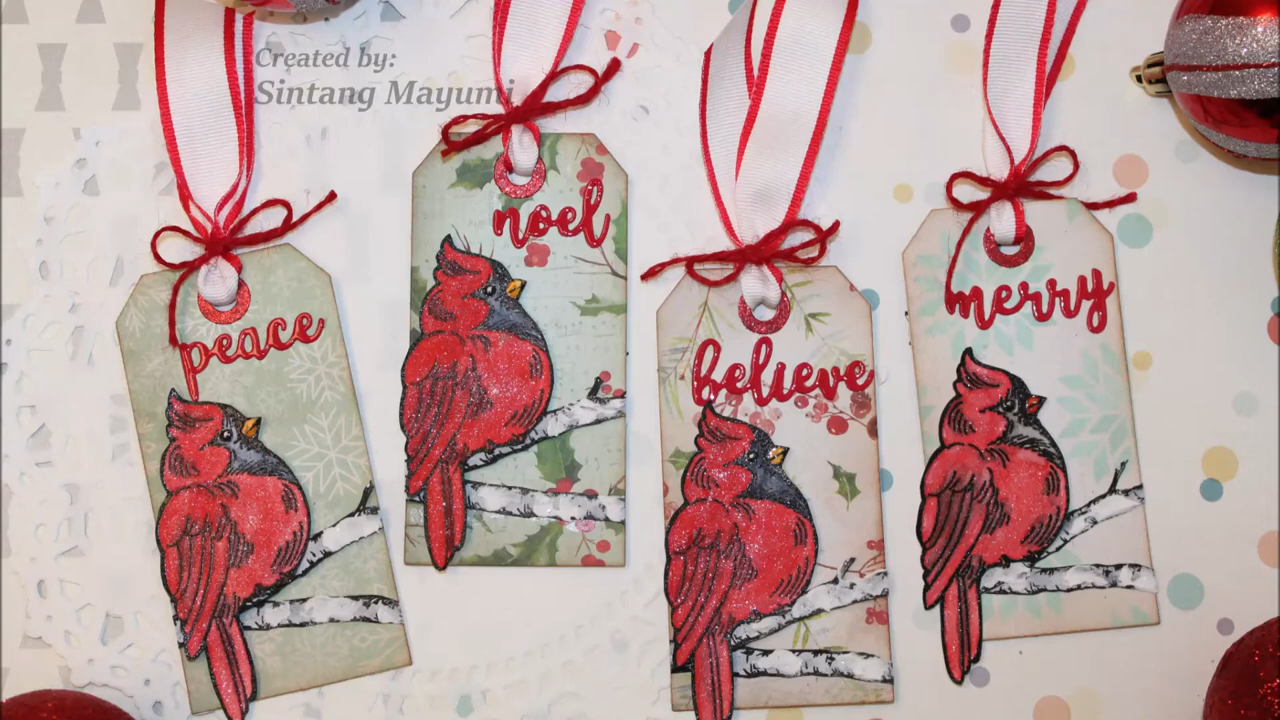 Created by:
Sintang Mayumi
peace
noel
believe
merry